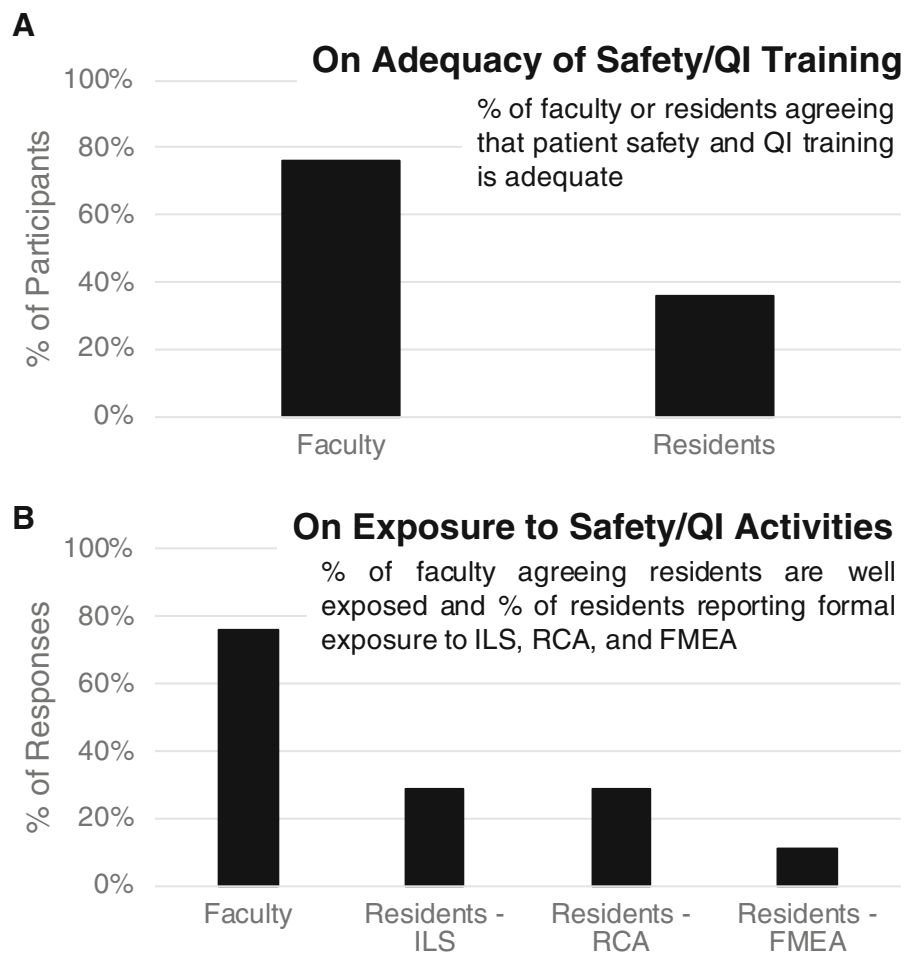 A
On Adequacy of Safety/QI Training
% of faculty or residents agreeing
that patient safety and QI training
is adequate
% of Participants
100%
80%
60%
40%
20%
0%
Faculty
Residents
B
On Exposure to Safety/QI Activities
% of faculty agreeing residents are well
exposed and % of residents reporting formal
exposure to ILS, RCA, and FMEA
% of Responses
100%
80%
60%
40%
20%
0%
Faculty
Residents -
ILS
Residents -
RCA
Residents -
FMEA